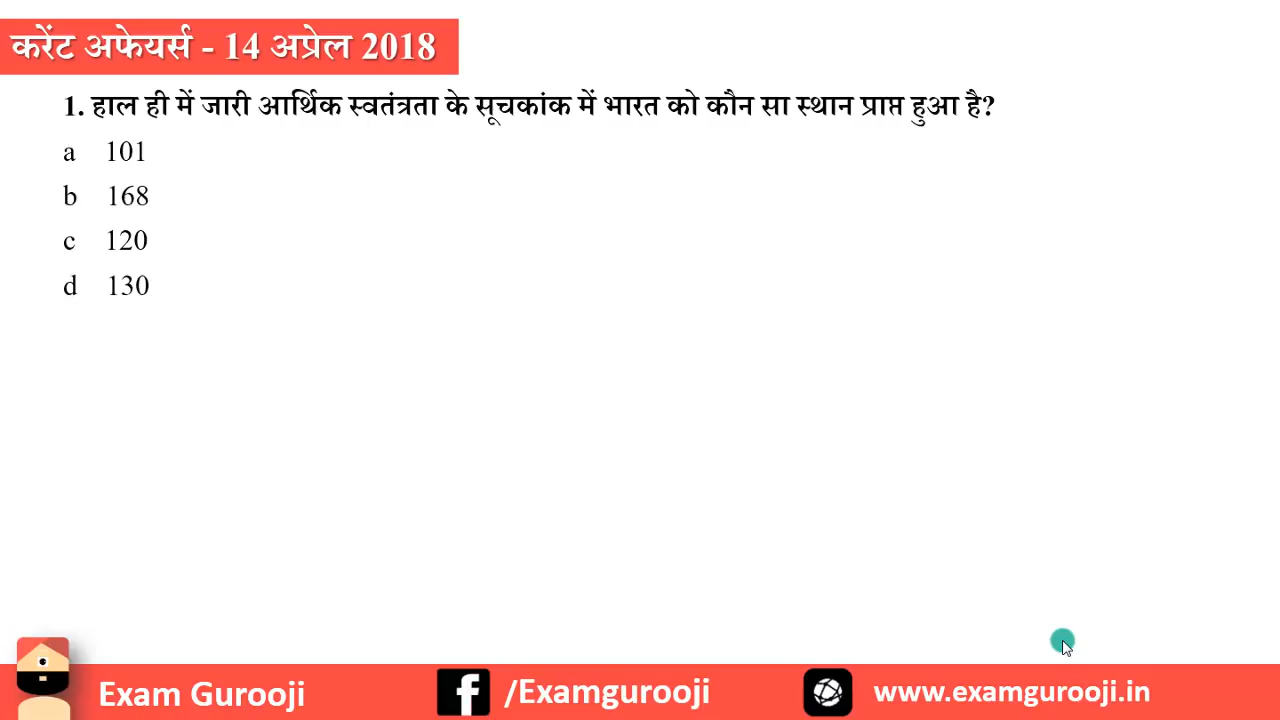 करेंट अफेयर्स - 14 अप्रेल 2018
1. हाल ही में जारी आर्थिक स्वतंत्रता के सूचकांक में भारत को कौन सा स्थान प्राप्त हुआ है?
a 101
b 168
c 120
d 130
Exam Gurooji /Examgurooji www.examgurooji.in